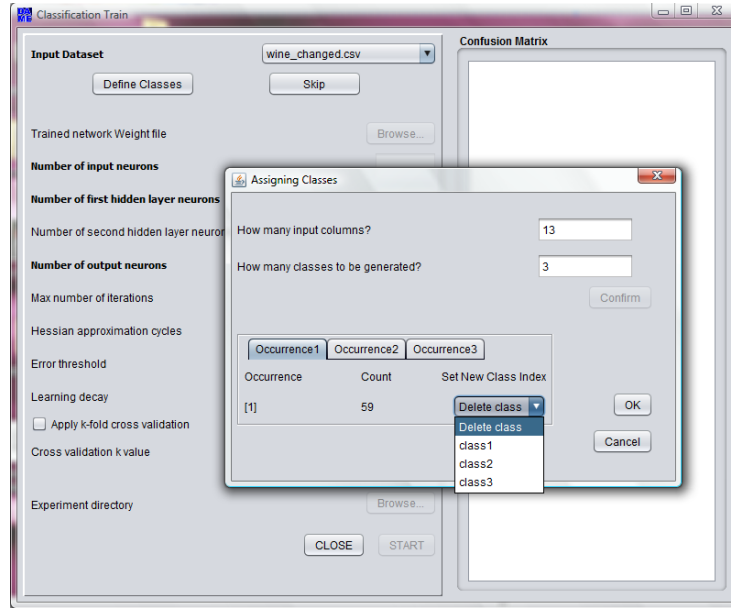 Classification Train
Input Dataset
wine_changed.csv
Define Classes
Skip
Confusion Matrix
Trained network Weight file
Browse...
Number of input neurons
Number of first hidden layer neurons
Number of second hidden layer neuror
Number of output neurons
Max number of iterations
Hessian approximation cycles
Error threshold
Learning decay
Apply k-fold cross validation
Cross validation k value
Experiment directory
Browse...
CLOSE
START
Assigning Classes
How many input columns?
13
How many classes to be generated?
3
Confirm
Occurrence1
Occurrence2
Occurrence3
Occurrence
Count
Set New Class Index
[1]
59
Delete class
Delete class
class1
class2
class3
OK
Cancel